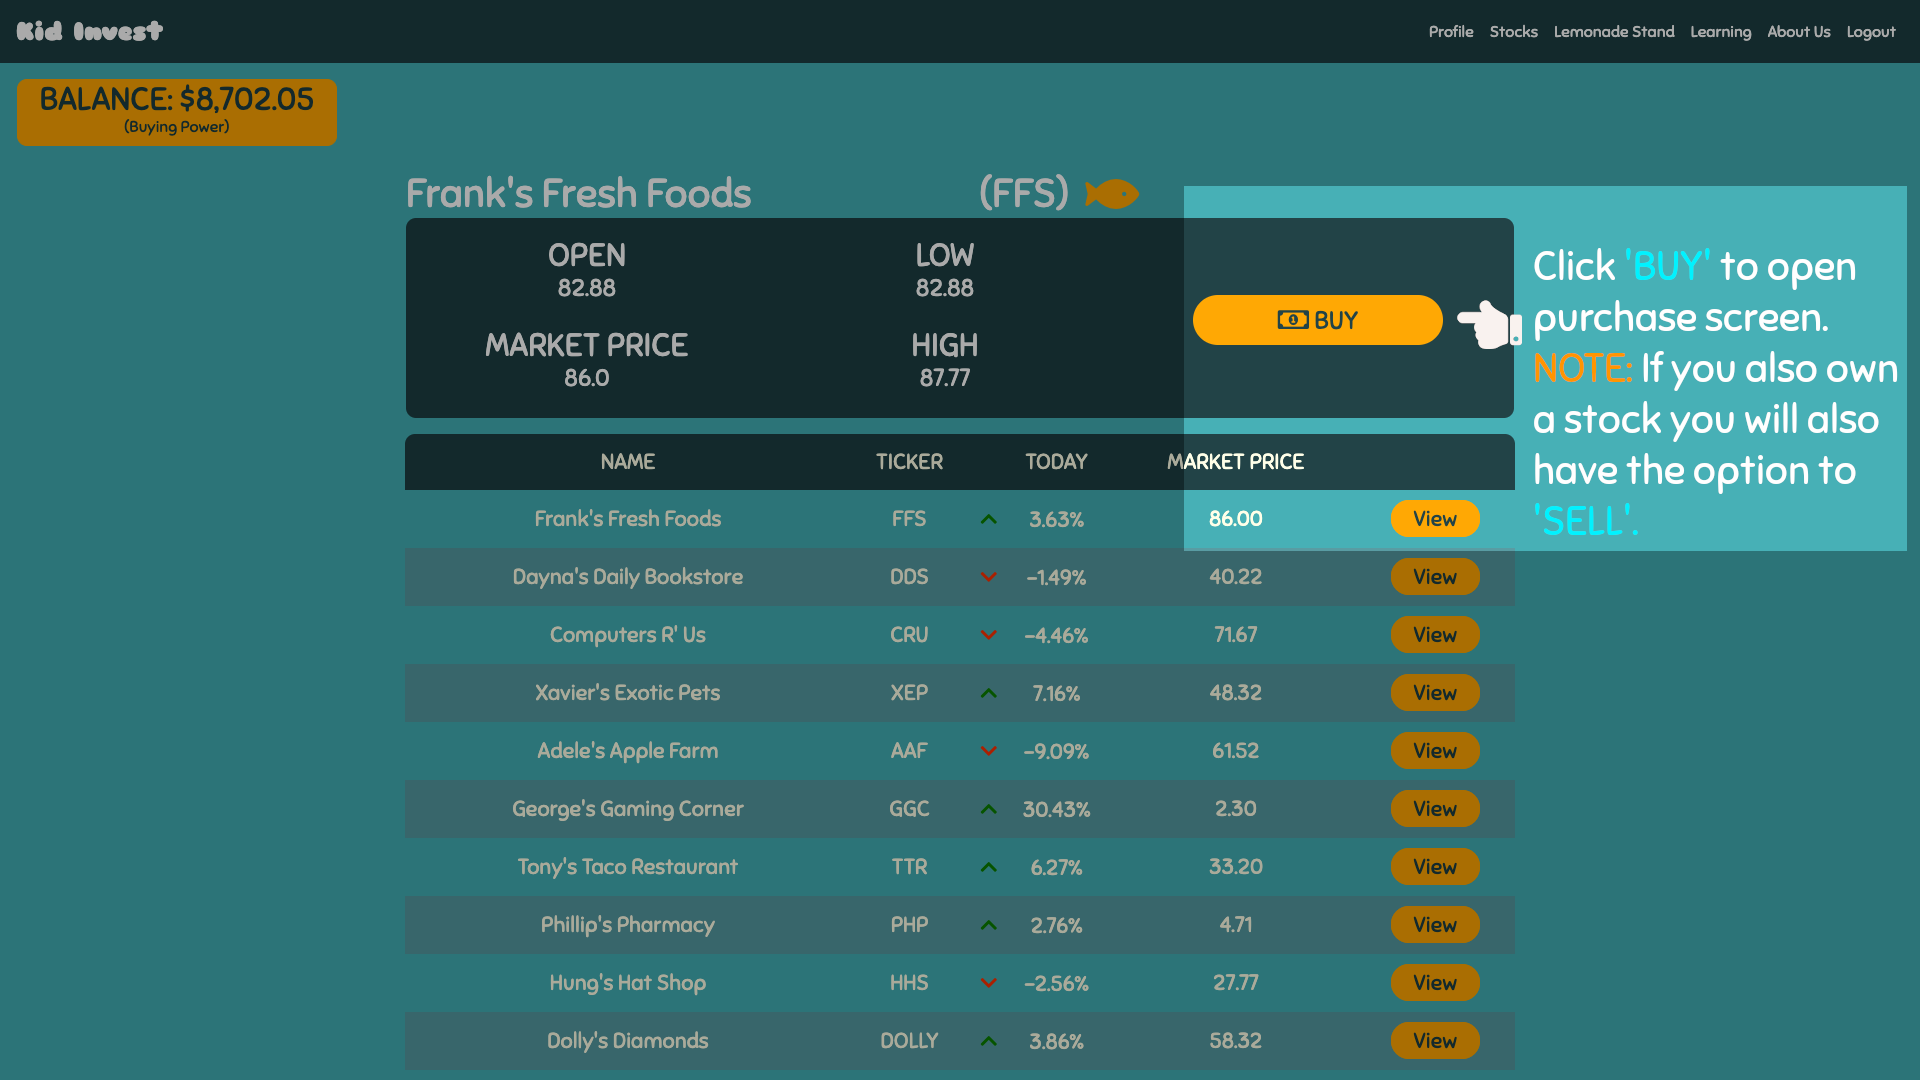 Kid Invest
Profile Stocks Lemonade Stand Learning About Us Logout
BALANCE: $8,702.05
(Buying Power)
Frank's Fresh Foods (FFS)
OPEN LOW
82.88 82.88
MARKET PRICE HIGH
86.0 87.77
BUY
Click 'BUY' to open
purchase screen.
NOTE: If you also own
a stock you will also
have the option to
'SELL'.
NAME TICKER TODAY MARKET PRICE
Frank's Fresh Foods FFS 3.63% 86.00 View
Dayna's Daily Bookstore DDS -1.49% 40.22 View
Computers R' Us CRU -4.46% 71.67 View
Xavier's Exotic Pets XEP 7.16% 48.32 View
Adele's Apple Farm AAF -9.09% 61.52 View
George's Gaming Corner GGC 30.43% 2.30 View
Tony's Taco Restaurant TTR 6.27% 33.20 View
Phillip's Pharmacy PHP 2.76% 4.71 View
Hung's Hat Shop HHS -2.56% 27.77 View
Dolly's Diamonds DOLLY 3.86% 58.32 View